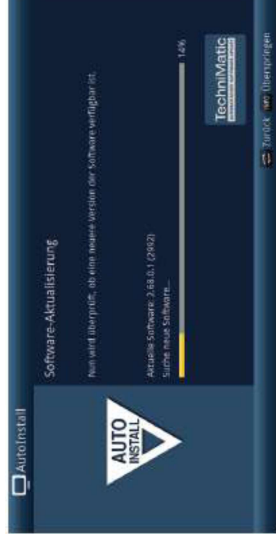 AutoInstall
AUTO
INSTALL
Software-Aktualisierung
Nun wird überprüft, ob eine neuere Version der Software verfügbar ist.
Aktuelle Software: 2.68.0.1 (2992)
Suche neue Software...
14%
TechniMatic
Zurück Überspringen